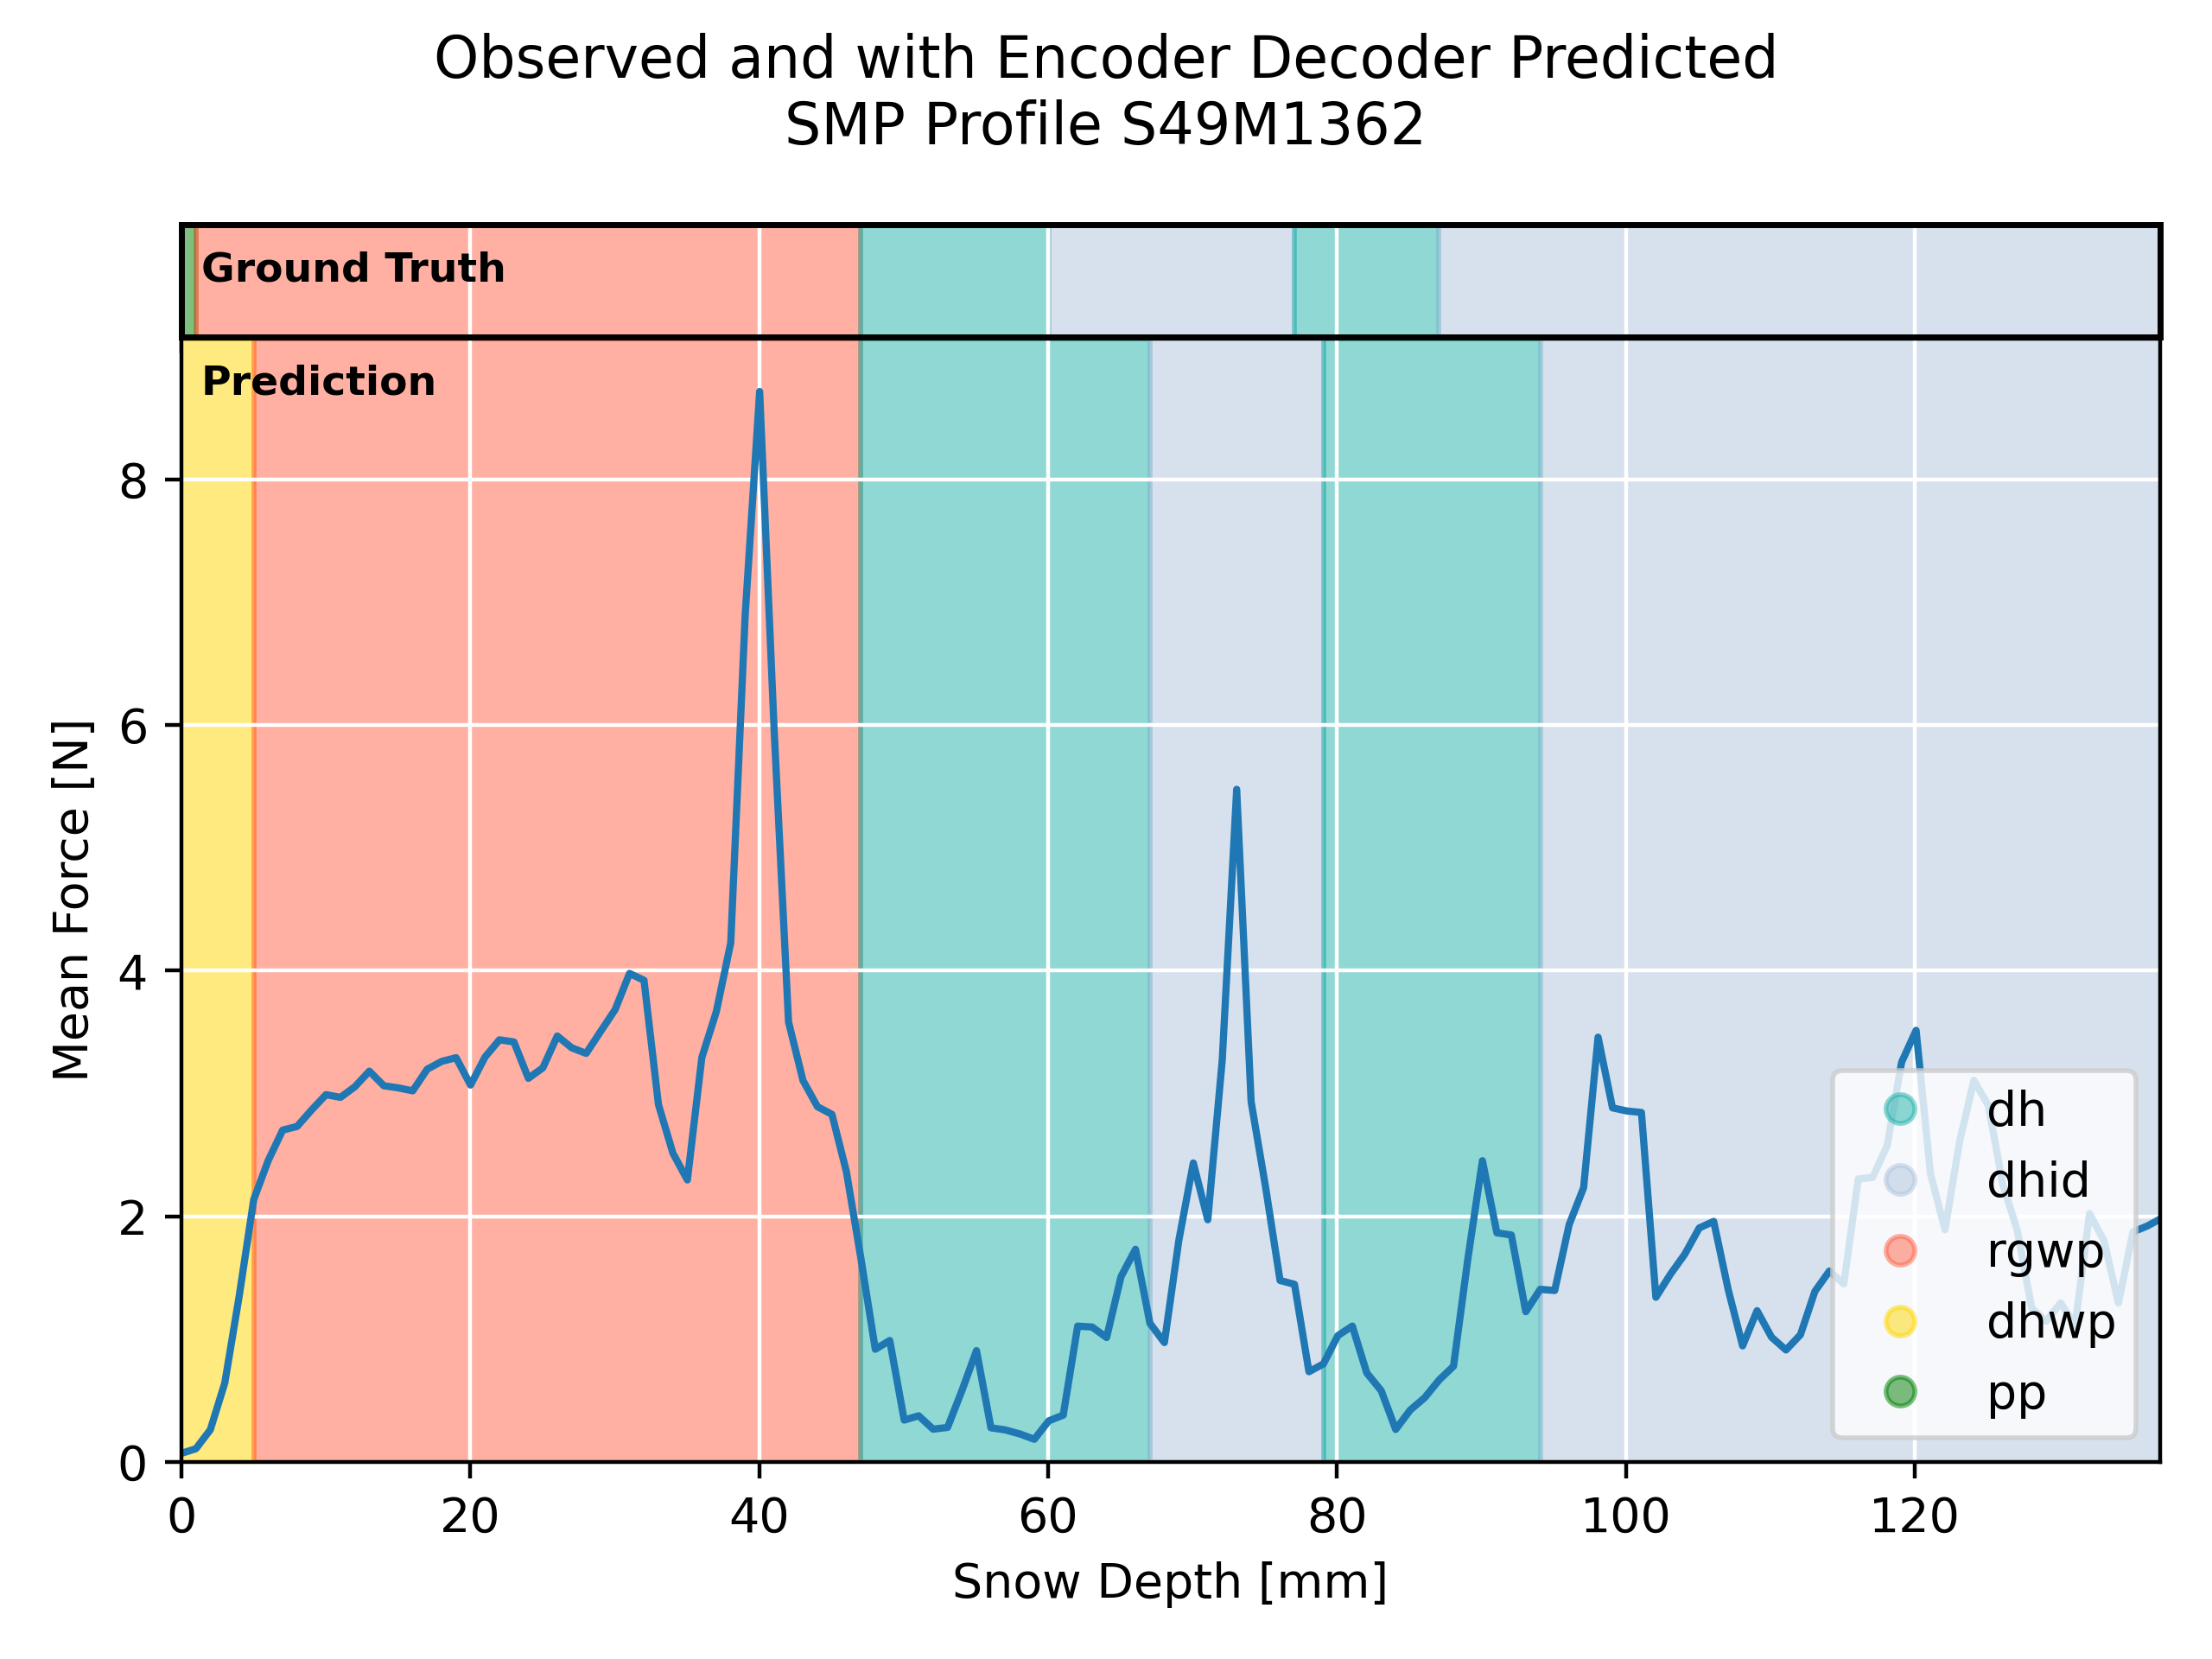 Observed and with Encoder Decoder Predicted
SMP Profile S49M1362
Ground Truth
Prediction
8
6
4
2
0
Mean Force [N]
dh
dhid
rgwp
dhwp
pp
0 20 40 60 80 100 120
Snow Depth [mm]